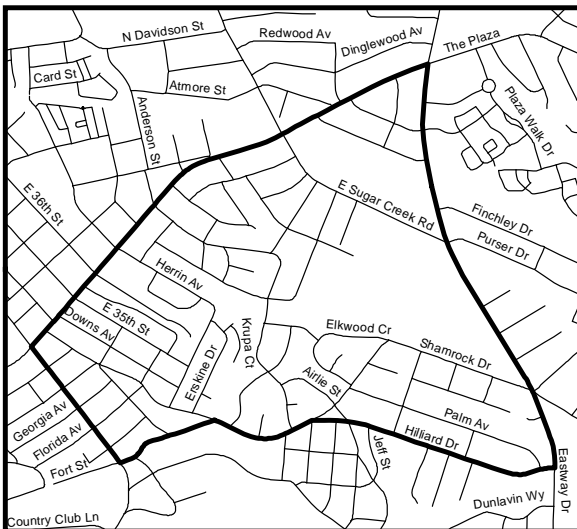 N Davidson St
Redwood Av
Dinglewood Av
The Plaza
Card St
Atmore St
Anderson St
Plaza Walk Dr
E 36th St
E Sugar Creek Rd
Finchley Dr
Purser Dr
Herrin Av
E 35th St
Downs Av
Krupa Ct
Elkwood Cr
Shamrock Dr
Erskine Dr
Airlie St
Georgia Av
Florida Av
Palm Av
Hilliard Dr
Jeff St
Fort St
Eastway Dr
Dunlavin Wy
Country Club Ln